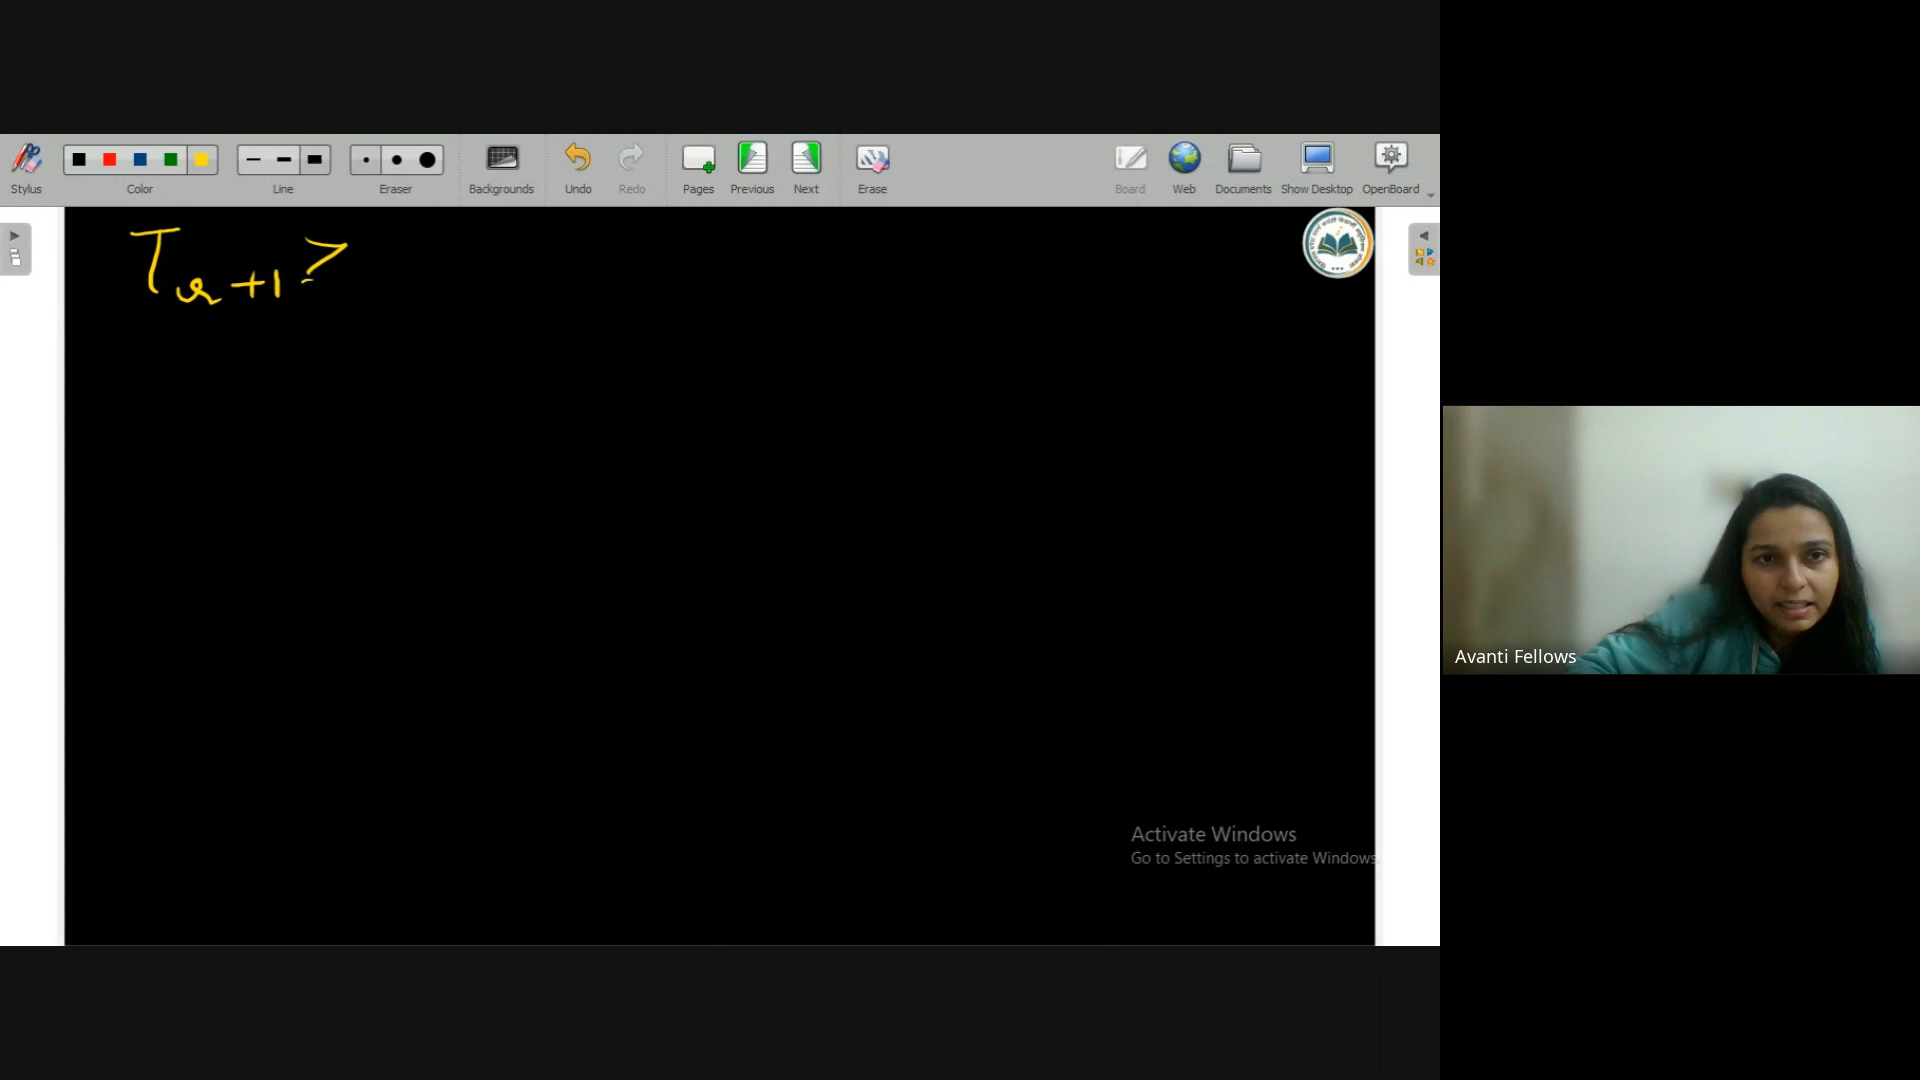 Stylus Color Line Eraser Backgrounds Undo Redo Pages Previous Next Erase Board Web Documents Show Desktop OpenBoard
T_{r+1} ≥
Avanti Fellows
Activate Windows
Go to Settings to activate Windows.